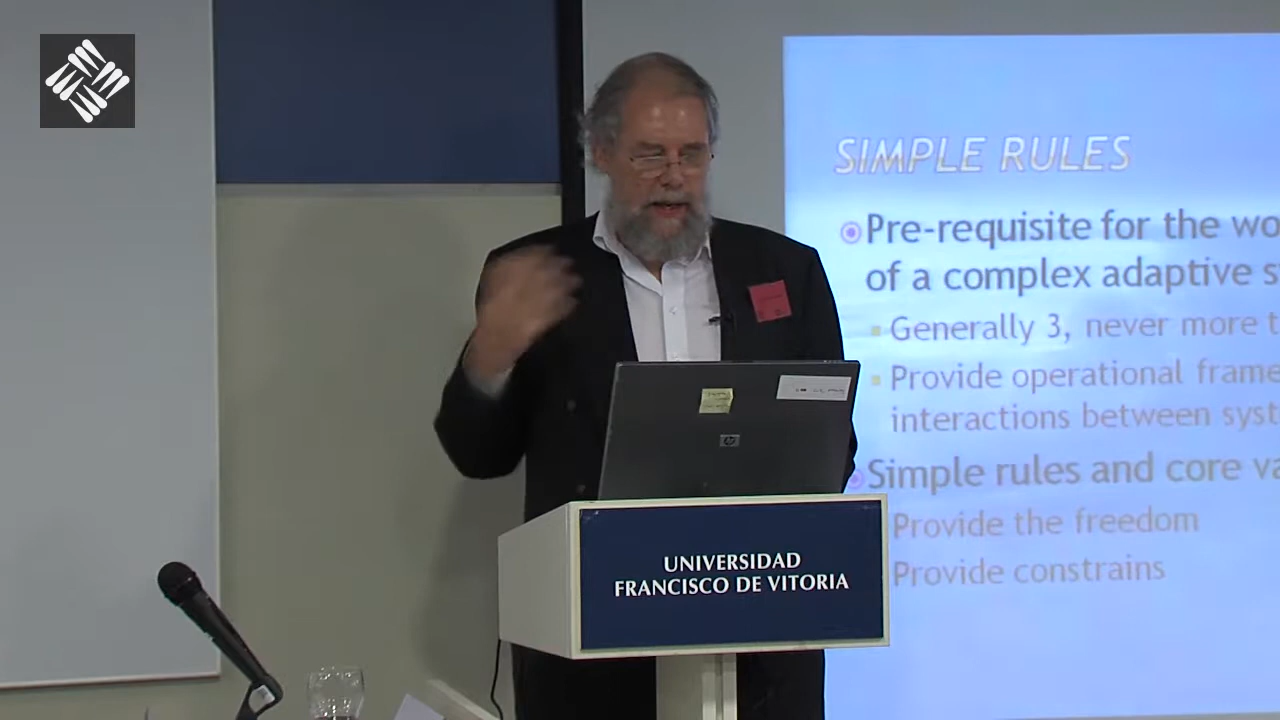 SIMPLE RULES
Pre-requisite for the wo
of a complex adaptive s
Generally 3, never more t
Provide operational frame
interactions between syst
Simple rules and core va
Provide the freedom
Provide constrains
hp
UNIVERSIDAD
FRANCISCO DE VITORIA